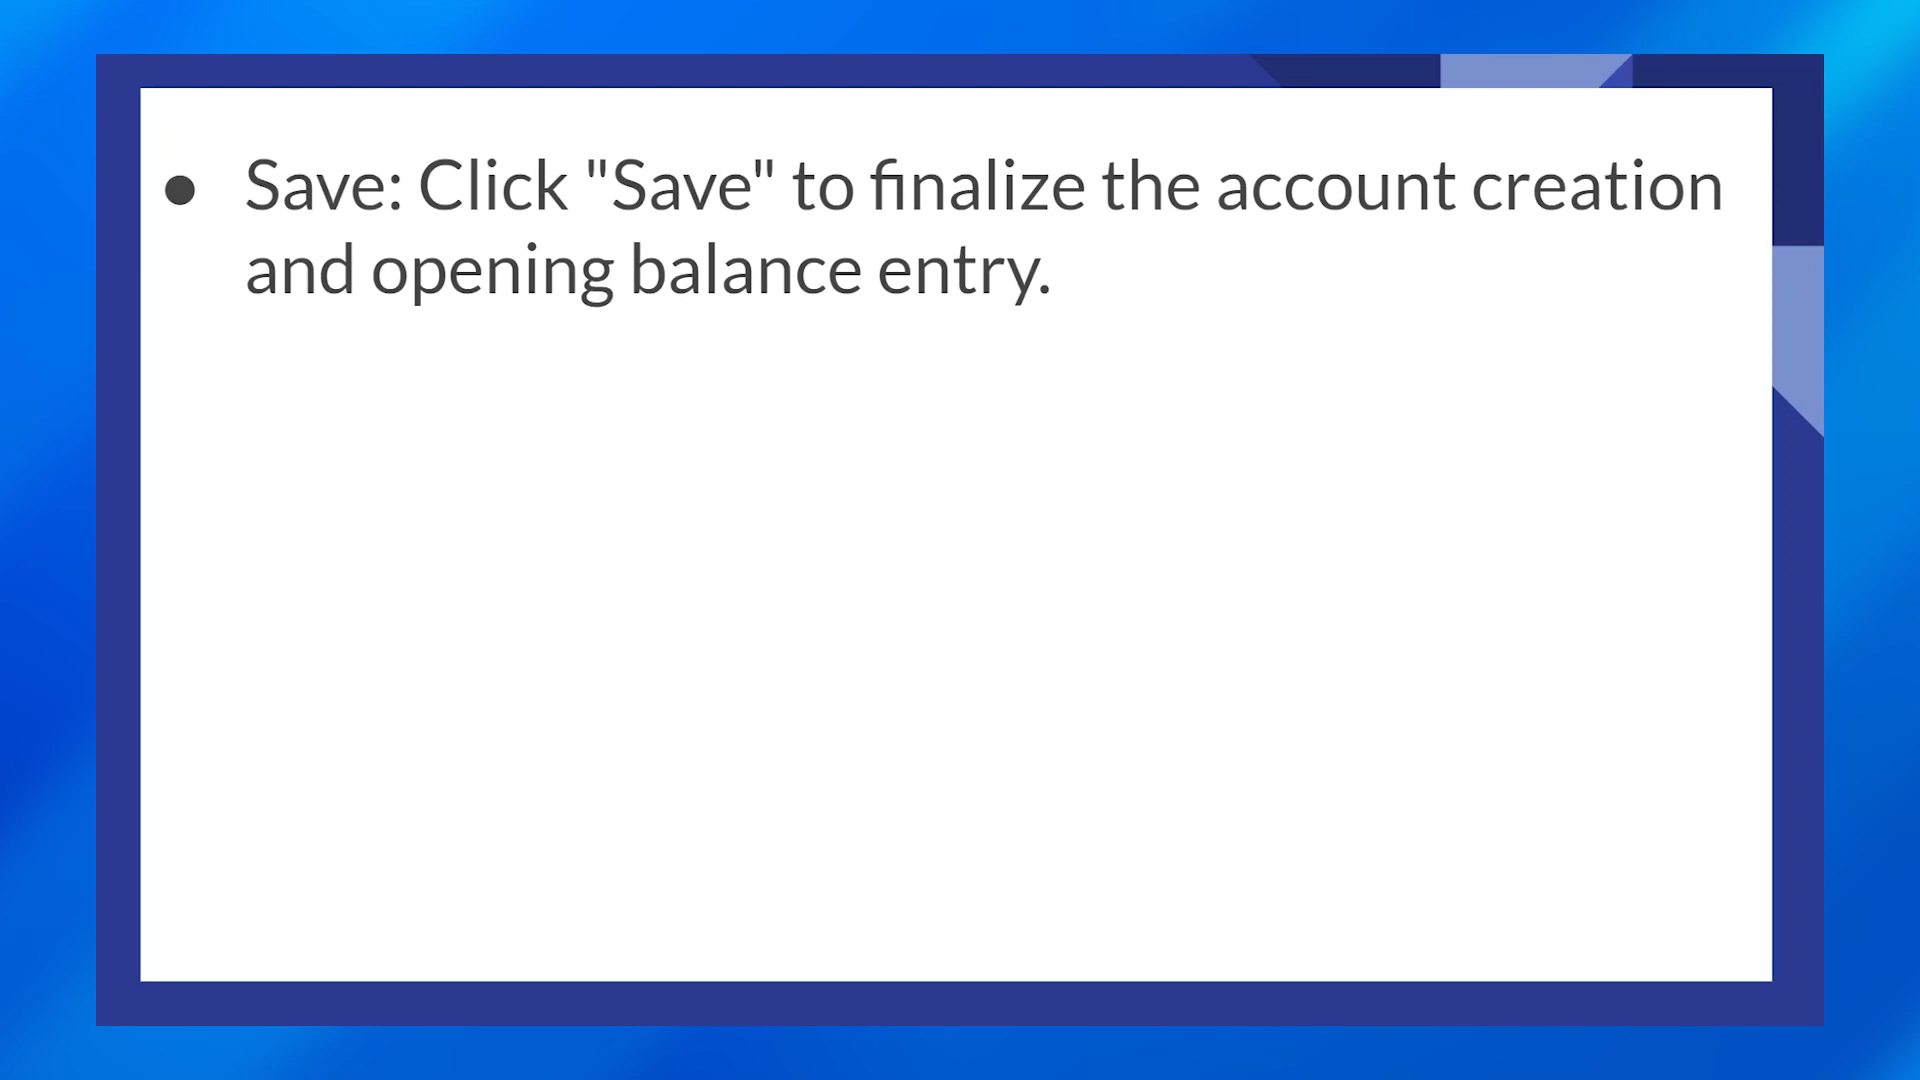 ● Save: Click "Save" to finalize the account creation
and opening balance entry.